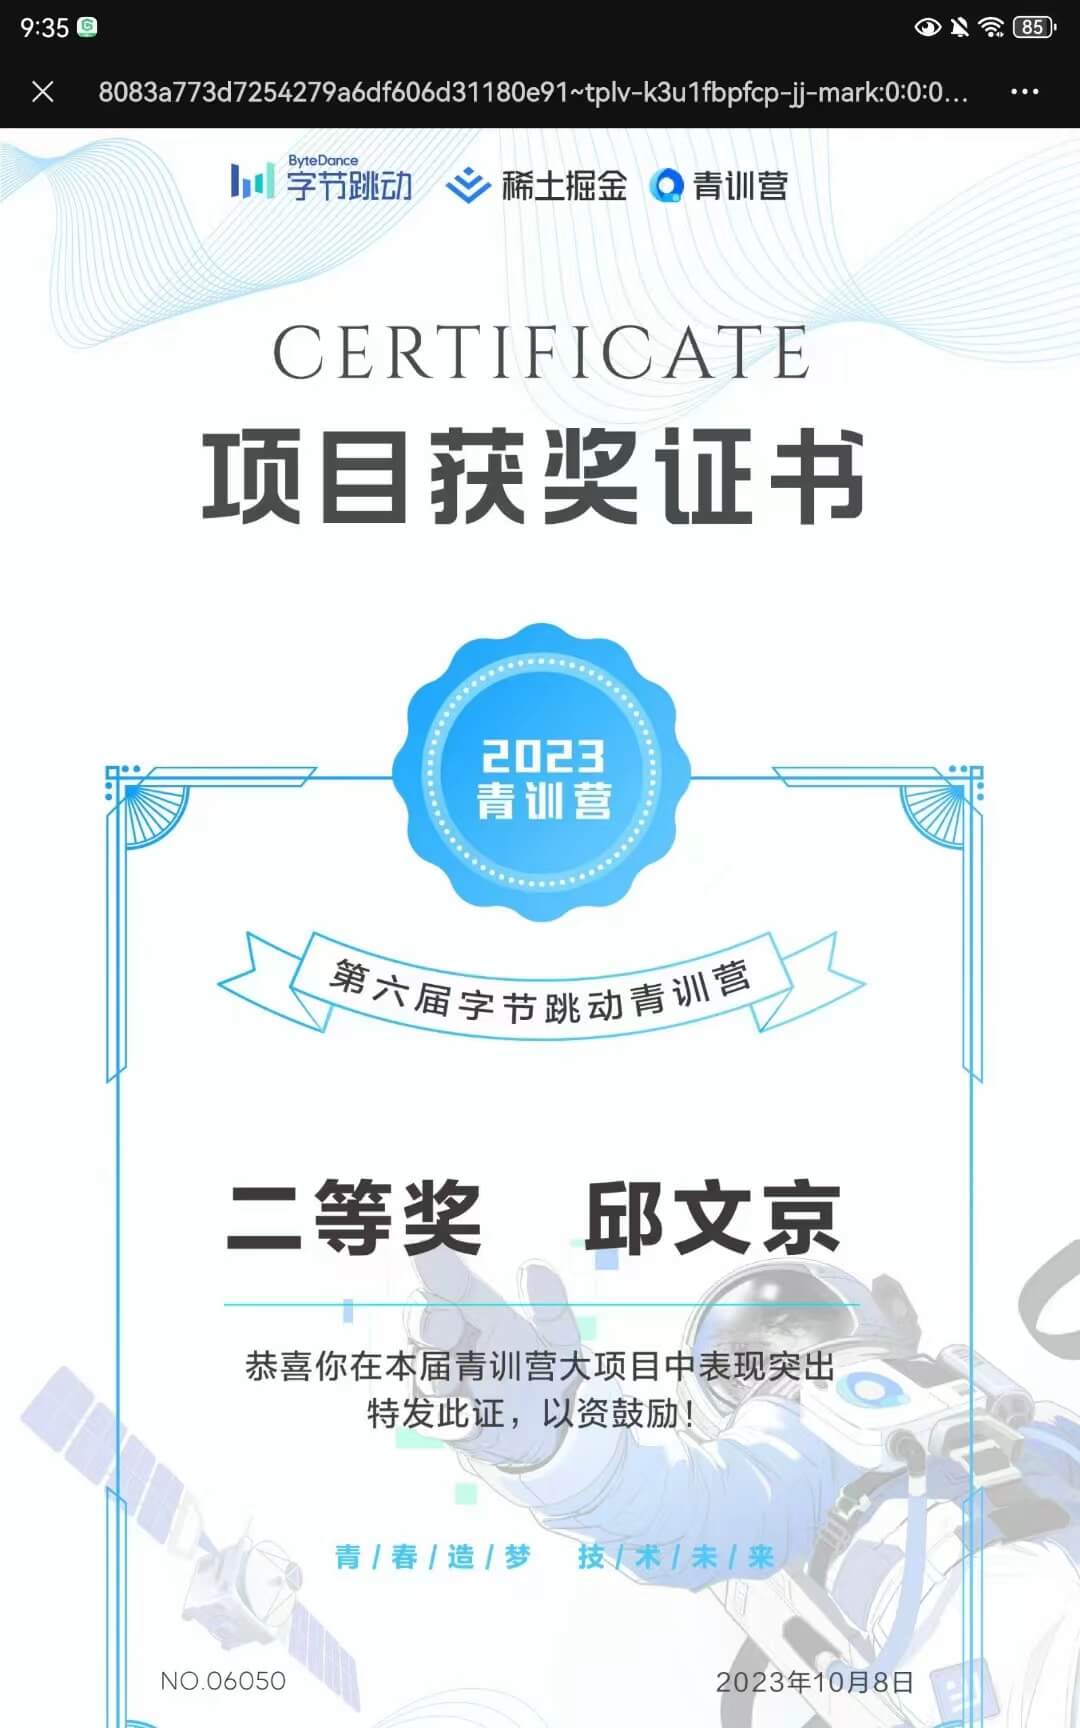 9:35
85
8083a773d7254279a6df606d31180e91~tplv-k3u1fbpfcp-jj-mark:0:0:0...
ByteDance
字节跳动 稀土掘金 青训营
CERTIFICATE
项目获奖证书
2023
青训营
第六届字节跳动青训营
二等奖 邱文京
恭喜你在本届青训营大项目中表现突出
特发此证，以资鼓励！
青/春/造/梦 技/术/未/来
NO.06050
2023年10月8日